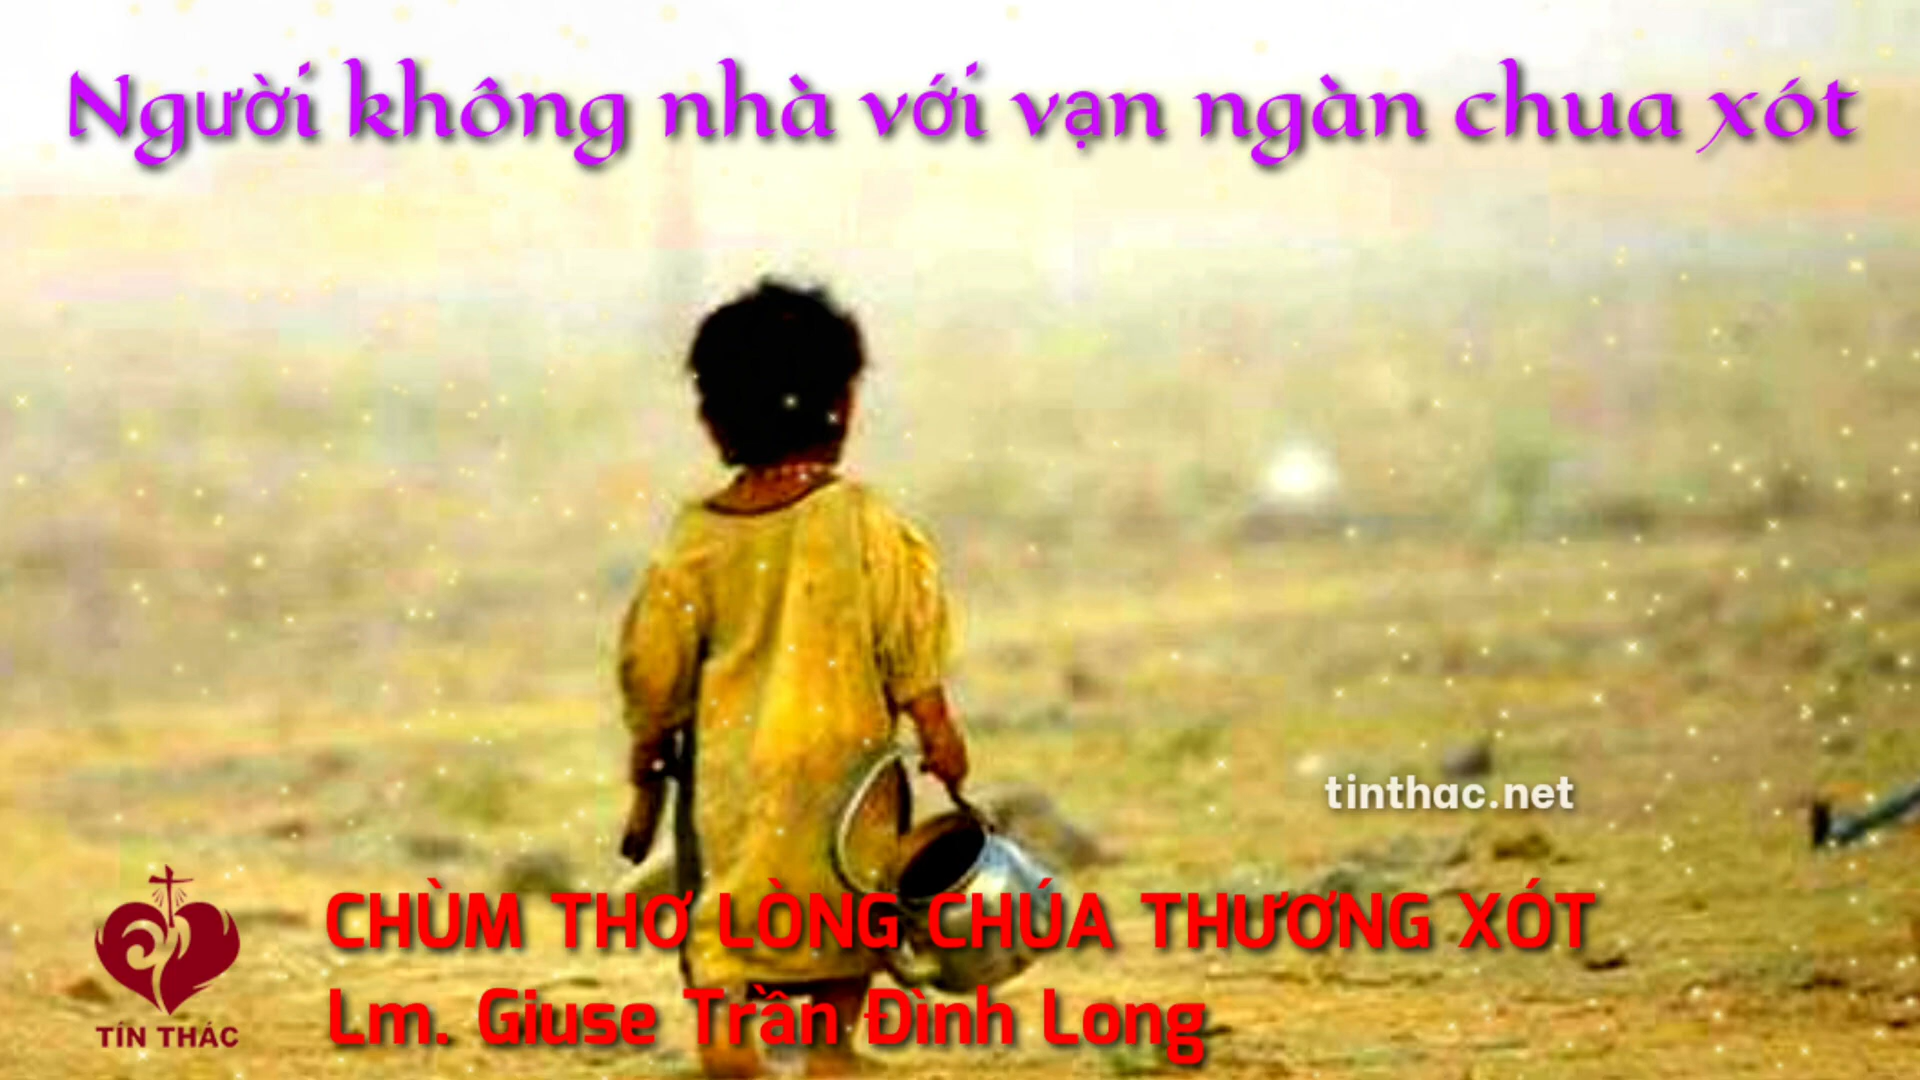 Người không nhà với vạn ngàn chua xót
tinthac.net
CHÙM THƠ LÒNG CHÚA THƯƠNG XÓT
Lm. Giuse Trần Đình Long
TÍN THÁC